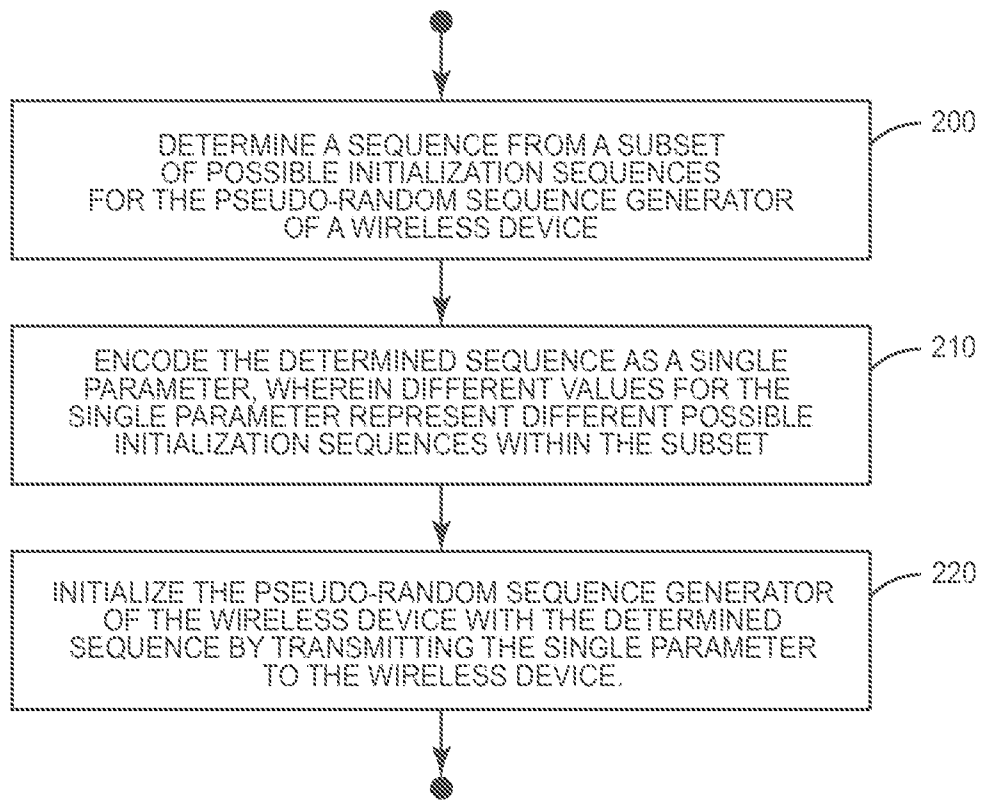 200
DETERMINE A SEQUENCE FROM A SUBSET
OF POSSIBLE INITIALIZATION SEQUENCES
FOR THE PSEUDO-RANDOM SEQUENCE GENERATOR
OF A WIRELESS DEVICE
210
ENCODE THE DETERMINED SEQUENCE AS A SINGLE
PARAMETER, WHEREIN DIFFERENT VALUES FOR THE
SINGLE PARAMETER REPRESENT DIFFERENT POSSIBLE
INITIALIZATION SEQUENCES WITHIN THE SUBSET
220
INITIALIZE THE PSEUDO-RANDOM SEQUENCE GENERATOR
OF THE WIRELESS DEVICE WITH THE DETERMINED
SEQUENCE BY TRANSMITTING THE SINGLE PARAMETER
TO THE WIRELESS DEVICE.